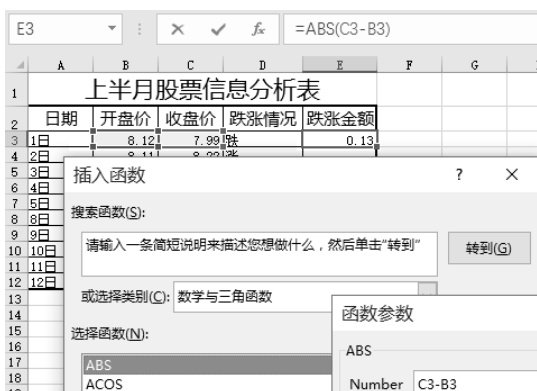 E3 fx =ABS(C3-B3)
A B C D E F G
1 上半月股票信息分析表
2 日期 开盘价 收盘价 跌涨情况 跌涨金额
3 1日 8.12 7.99 跌 0.13
4 2日 8.11 8.22 涨
5 3日
6 4日
7 5日
8 8日
9 9日
10 10日
11 11日
12 12日
13
14
15
16
17
18
插入函数 ? ×
搜索函数(S):
请输入一条简短说明来描述您想做什么，然后单击“转到” 转到(G)
或选择类别(C): 数学与三角函数
选择函数(N):
ABS
ACOS
函数参数
ABS
Number C3-B3